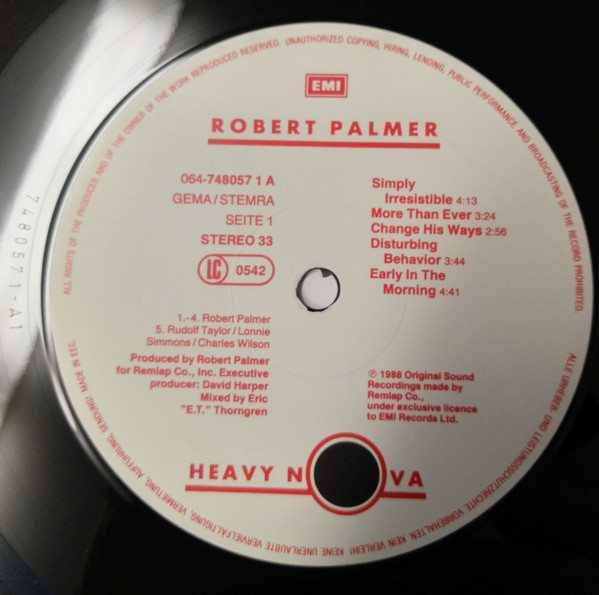 ALL RIGHTS OF THE PRODUCER AND OF THE OWNER OF THE WORK REPRODUCED RESERVED. UNAUTHORIZED COPYING, HIRING, LENDING, PUBLIC PERFORMANCE AND BROADCASTING OF THE RECORD PROHIBITED.
EMI
ROBERT PALMER
064-748057 1 A
GEMA/STEMRA
SEITE 1
STEREO 33
LC 0542
1.-4. Robert Palmer
5. Rudolf Taylor/Lonnie
Simmons/Charles Wilson
Produced by Robert Palmer
for Remlap Co., Inc. Executive
producer: David Harper
Mixed by Eric
"E.T." Thorngren
Simply
Irresistible 4:13
More Than Ever 3:24
Change His Ways 2:56
Disturbing
Behavior 3:44
Early In The
Morning 4:41
℗ 1988 Original Sound
Recordings made by
Remlap Co.,
under exclusive licence
to EMI Records Ltd.
HEAVY NOVA
ALLE URHEBER- UND LEISTUNGSSCHUTZRECHTE VORBEHALTEN. KEIN VERLEIH! KEINE UNERLAUBTE VERVIELFÄLTIGUNG, VERMIETUNG, AUFFÜHRUNG, SENDUNG! MADE IN EEC.
7480571-A1